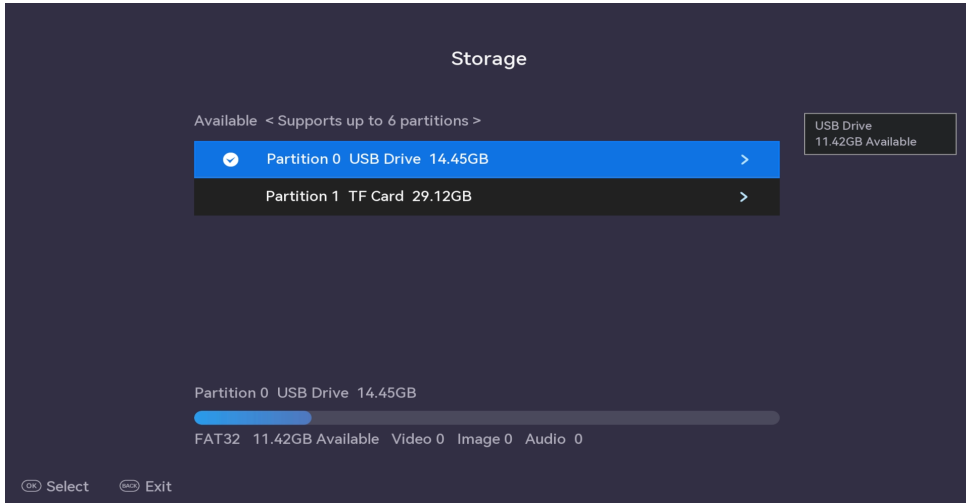 Storage
Available < Supports up to 6 partitions >
USB Drive
11.42GB Available
Partition 0 USB Drive 14.45GB >
Partition 1 TF Card 29.12GB >
Partition 0 USB Drive 14.45GB
FAT32 11.42GB Available Video 0 Image 0 Audio 0
OK Select BACK Exit